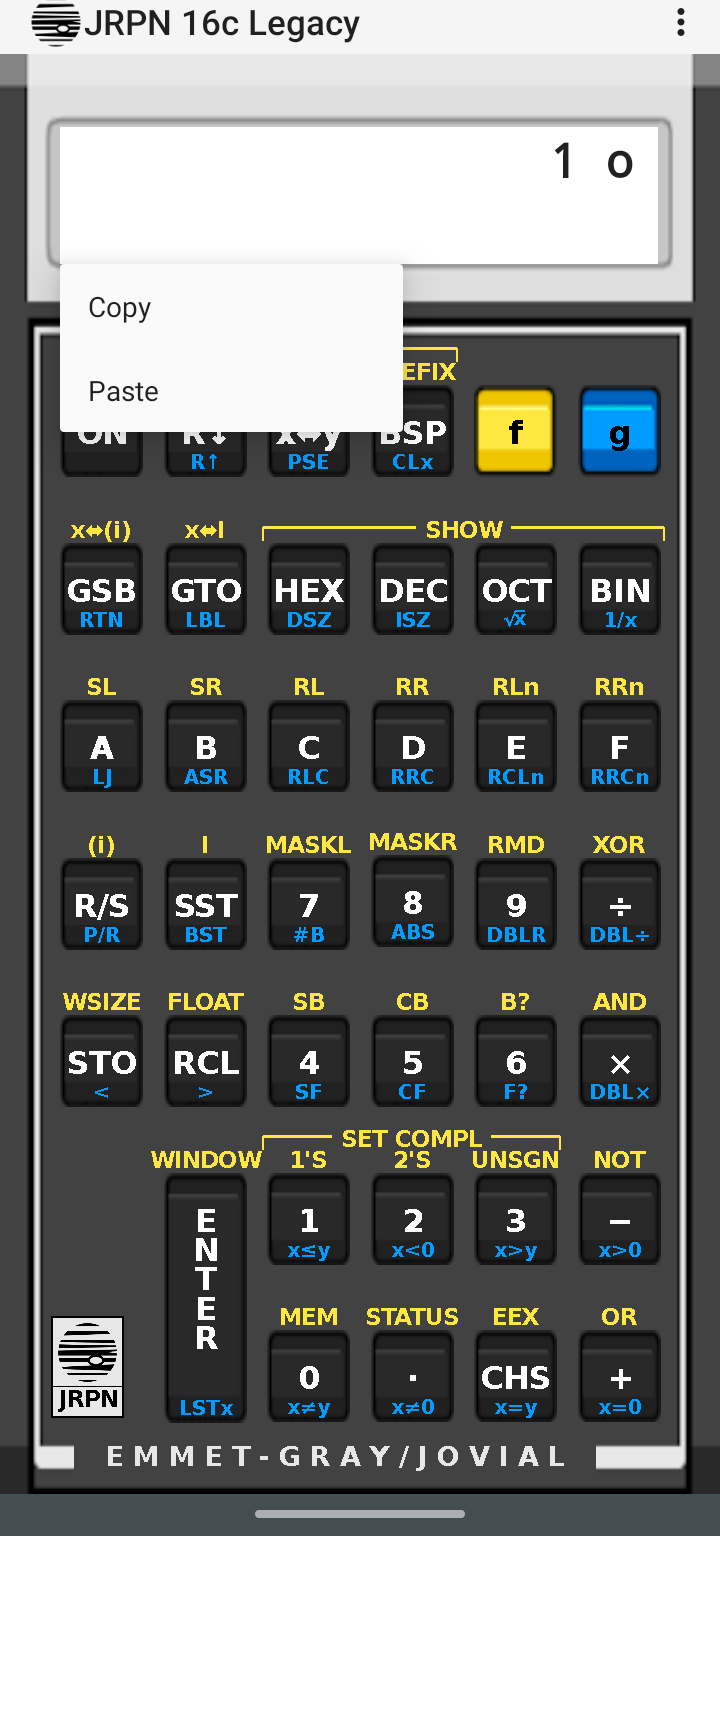 JRPN 16c Legacy
1 o
Copy
Paste
EFIX
ON R↓ x↔y BSP f g
R↑ PSE CLx
x↔(i) x↔I SHOW
GSB GTO HEX DEC OCT BIN
RTN LBL DSZ ISZ √x̅ 1/x
SL SR RL RR RLn RRn
A B C D E F
LJ ASR RLC RRC RCLn RRCn
(i) I MASKL MASKR RMD XOR
R/S SST 7 8 9 ÷
P/R BST #B ABS DBLR DBL÷
WSIZE FLOAT SB CB B? AND
STO RCL 4 5 6 ×
< > SF CF F? DBL×
SET COMPL
WINDOW 1'S 2'S UNSGN NOT
ENTER 1 2 3 −
x≤y x<0 x>y x>0
MEM STATUS EEX OR
0 · CHS +
JRPN
LSTx x≠y x≠0 x=y x=0
EMMET-GRAY/JOVIAL